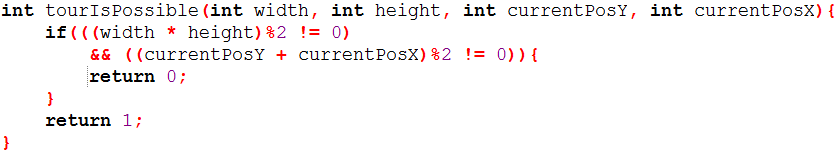 int tourIsPossible(int width, int height, int currentPosY, int currentPosX){
    if(((width * height)%2 != 0)
        && ((currentPosY + currentPosX)%2 != 0)){
        return 0;
    }
    return 1;
}